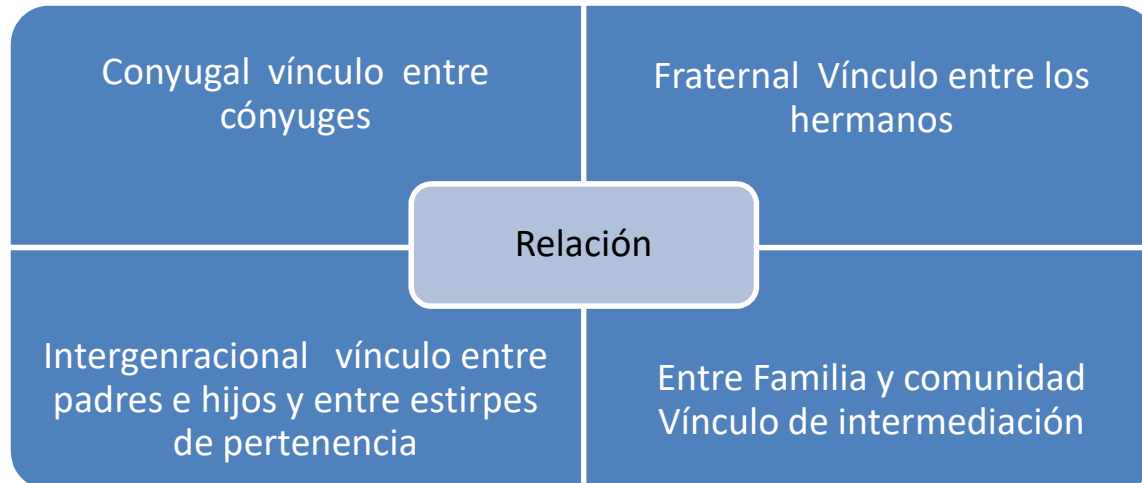 Conyugal vínculo entre
cónyuges
Fraternal Vínculo entre los
hermanos
Relación
Intergenracional vínculo entre
padres e hijos y entre estirpes
de pertenencia
Entre Familia y comunidad
Vínculo de intermediación